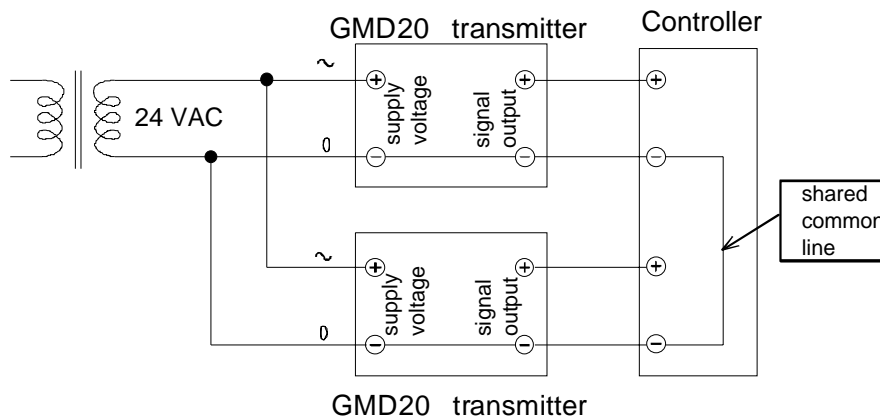 GMD20 transmitter
Controller
~
+
supply
voltage
signal
output
+
+
24 VAC
0
−
−
−
shared
common
line
~
+
supply
voltage
signal
output
+
+
0
−
−
−
GMD20 transmitter